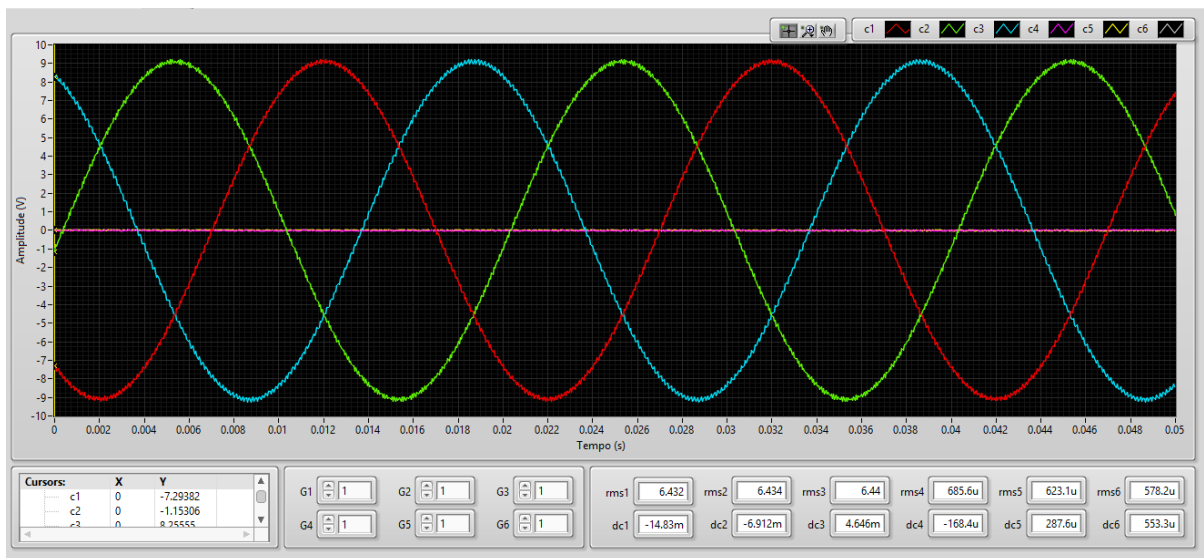 c1 c2 c3 c4 c5 c6
10
9
8
7
6
5
4
3
2
1
0
-1
-2
-3
-4
-5
-6
-7
-8
-9
-10
Amplitude (V)
0 0.002 0.004 0.006 0.008 0.01 0.012 0.014 0.016 0.018 0.02 0.022 0.024 0.026 0.028 0.03 0.032 0.034 0.036 0.038 0.04 0.042 0.044 0.046 0.048 0.05
Tempo (s)
Cursors: X Y
c1 0 -7.29382
c2 0 -1.15306
c3 0 8.25555
G1 1 G2 1 G3 1
G4 1 G5 1 G6 1
rms1 6.432 rms2 6.434 rms3 6.44 rms4 685.6u rms5 623.1u rms6 578.2u
dc1 -14.83m dc2 -6.912m dc3 4.646m dc4 -168.4u dc5 287.6u dc6 553.3u